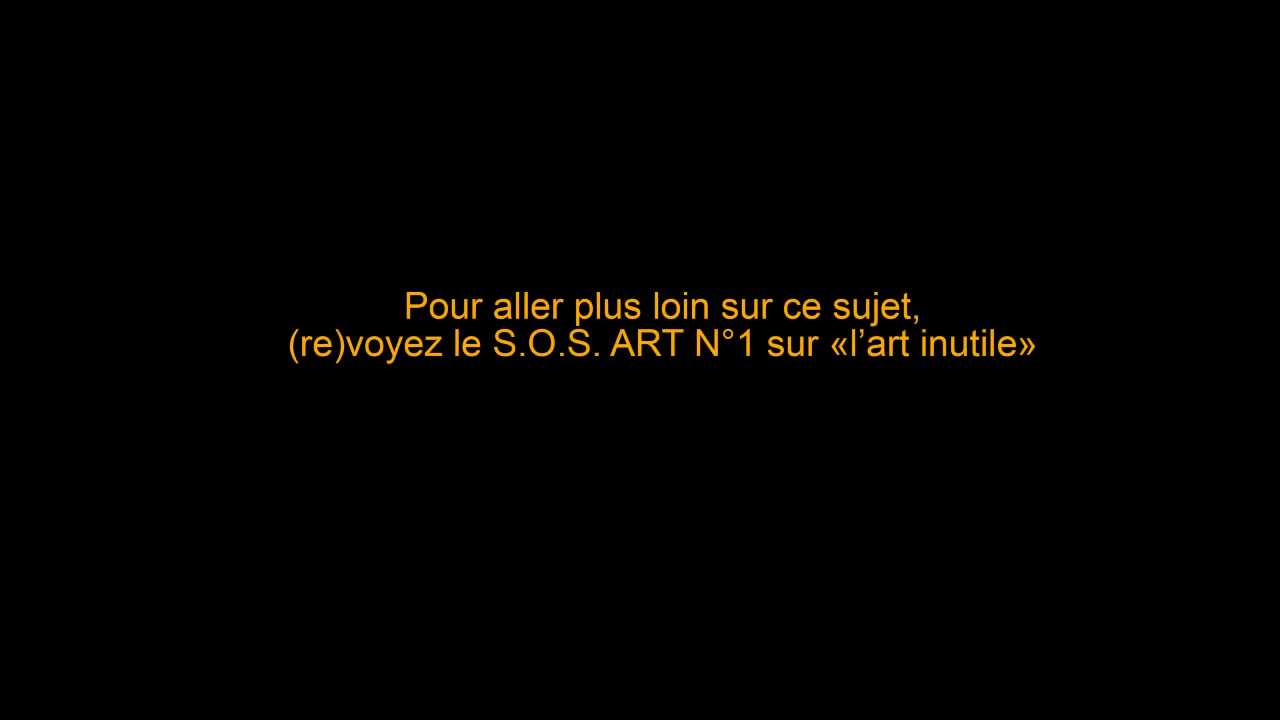 Pour aller plus loin sur ce sujet,
(re)voyez le S.O.S. ART N°1 sur «l’art inutile»